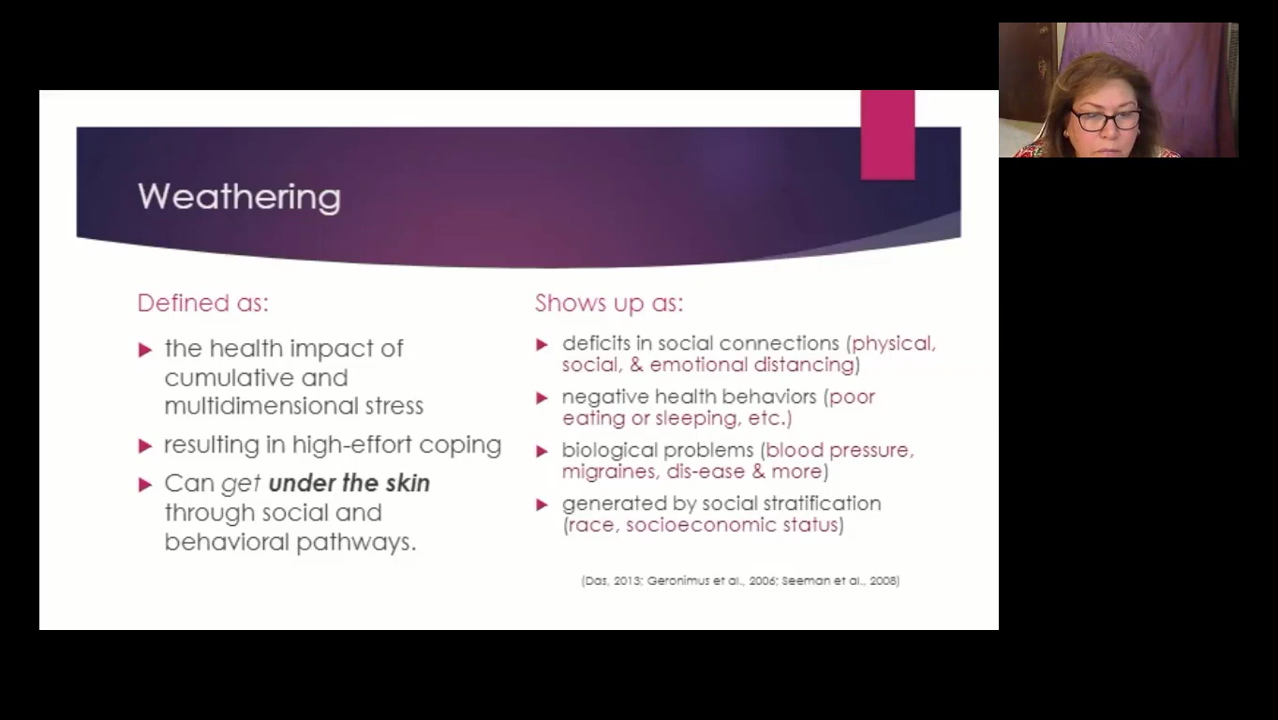 Weathering
Defined as:
the health impact of
cumulative and
multidimensional stress
resulting in high-effort coping
Can get under the skin
through social and
behavioral pathways.
Shows up as:
deficits in social connections (physical,
social, & emotional distancing)
negative health behaviors (poor
eating or sleeping, etc.)
biological problems (blood pressure,
migraines, dis-ease & more)
generated by social stratification
(race, socioeconomic status)
(Das, 2013; Geronimus et al., 2006; Seeman et al., 2008)